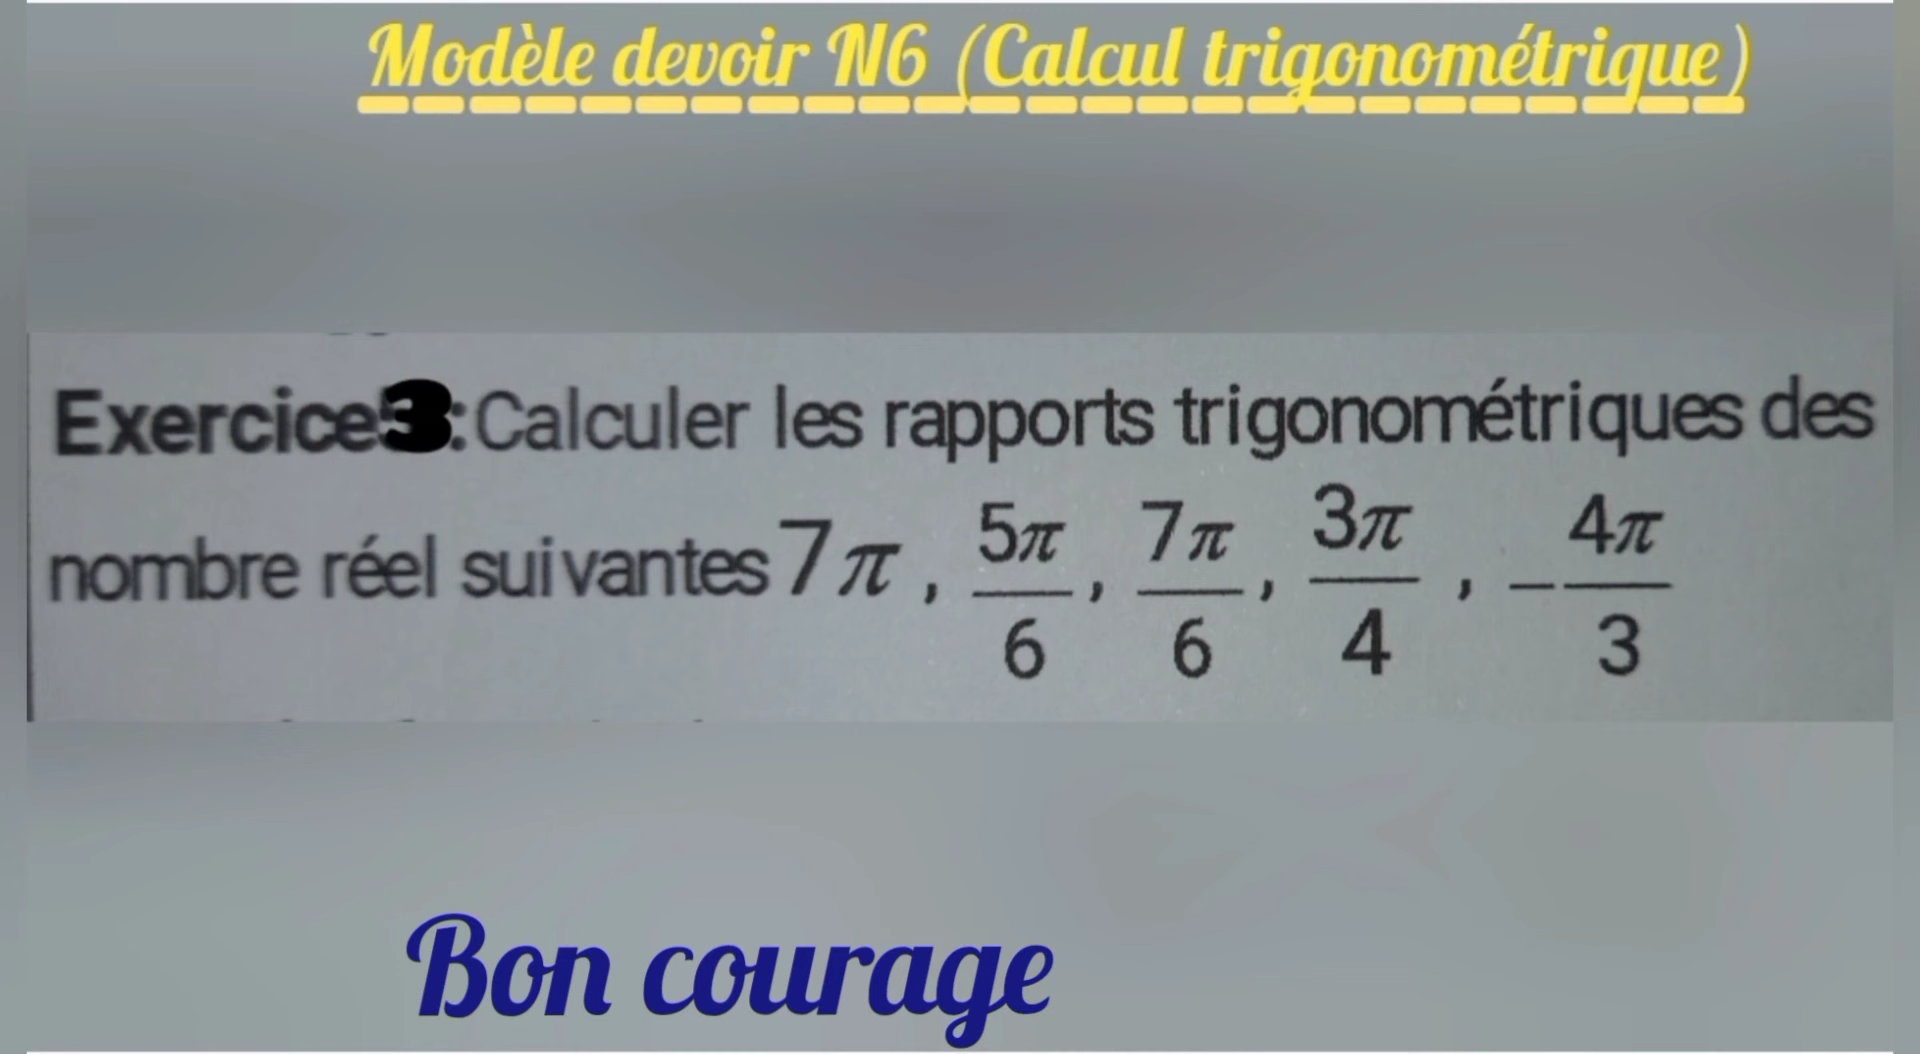 Modèle devoir N6 (Calcul trigonométrique)
Exercice3:Calculer les rapports trigonométriques des
nombre réel suivantes 7π , 5π/6 , 7π/6 , 3π/4 , -4π/3
Bon courage